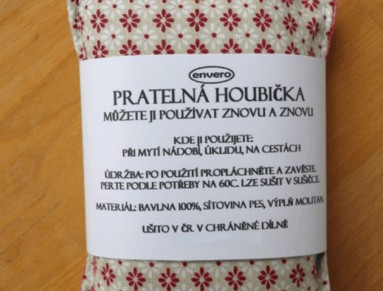 envero
PRATELNÁ HOUBIČKA
MŮŽETE JI POUŽÍVAT ZNOVU A ZNOVU
KDE JI POUŽIJETE:
PŘI MYTÍ NÁDOBÍ, ÚKLIDU, NA CESTÁCH
ÚDRŽBA: PO POUŽITÍ PROPLÁCHNĚTE A ZAVĚSTE.
PERTE PODLE POTŘEBY NA 60C. LZE SUŠIT V SUŠIČCE.
MATERIÁL: BAVLNA 100%, SÍŤOVINA PES, VÝPLŇ MOLITAN
UŠITO V ČR V CHRÁNĚNÉ DÍLNĚ